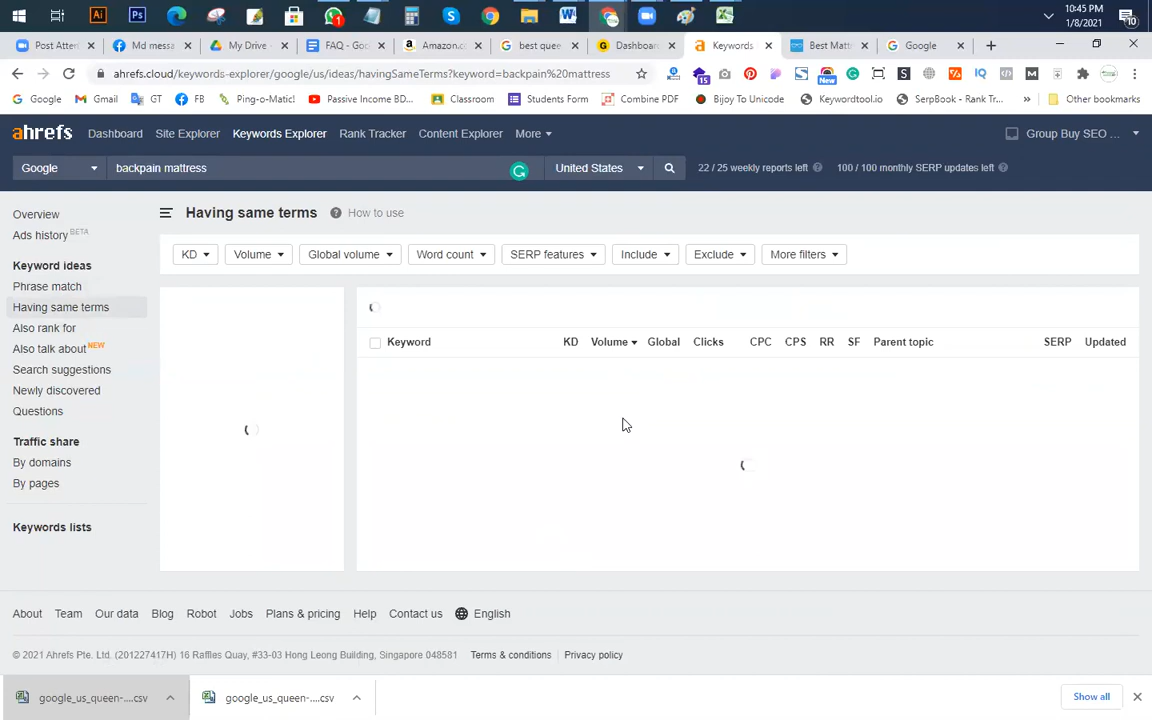 10:45 PM
1/8/2021
10
Post Atten
Md messa
My Drive -
FAQ - Goo
Amazon.c
best quee
Dashboard
Keywords
Best Matt
Google
ahrefs.cloud/keywords-explorer/google/us/ideas/havingSameTerms?keyword=backpain%20mattress
15
New
Google
Gmail
GT
FB
Ping-o-Matic!
Passive Income BD...
Classroom
Students Form
Combine PDF
Bijoy To Unicode
Keywordtool.io
SerpBook - Rank Tr...
Other bookmarks
ahrefs Dashboard Site Explorer Keywords Explorer Rank Tracker Content Explorer More Group Buy SEO ...
Google backpain mattress United States 22 / 25 weekly reports left 100 / 100 monthly SERP updates left
Overview
Ads history BETA
Keyword ideas
Phrase match
Having same terms
Also rank for
Also talk about NEW
Search suggestions
Newly discovered
Questions
Traffic share
By domains
By pages
Keywords lists
Having same terms How to use
KD Volume Global volume Word count SERP features Include Exclude More filters
Keyword KD Volume Global Clicks CPC CPS RR SF Parent topic SERP Updated
About Team Our data Blog Robot Jobs Plans & pricing Help Contact us English
© 2021 Ahrefs Pte. Ltd. (201227417H) 16 Raffles Quay, #33-03 Hong Leong Building, Singapore 048581 Terms & conditions Privacy policy
google_us_queen-....csv google_us_queen-....csv Show all